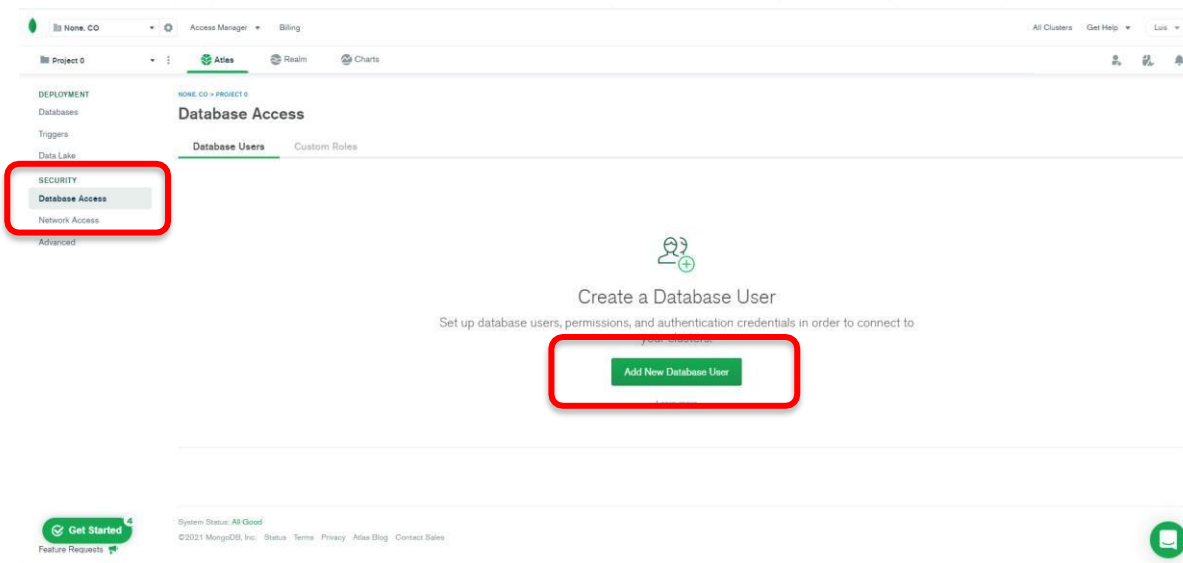 None. CO Access Manager Billing All Clusters Get Help Luis
Project 0 Atlas Realm Charts
DEPLOYMENT
Databases
Triggers
Data Lake
SECURITY
Database Access
Network Access
Advanced
NONE. CO > PROJECT 0
Database Access
Database Users Custom Roles
Create a Database User
Set up database users, permissions, and authentication credentials in order to connect to
your clusters.
Add New Database User
Get Started 4
Feature Requests
System Status: All Good
©2021 MongoDB, Inc. Status Terms Privacy Atlas Blog Contact Sales